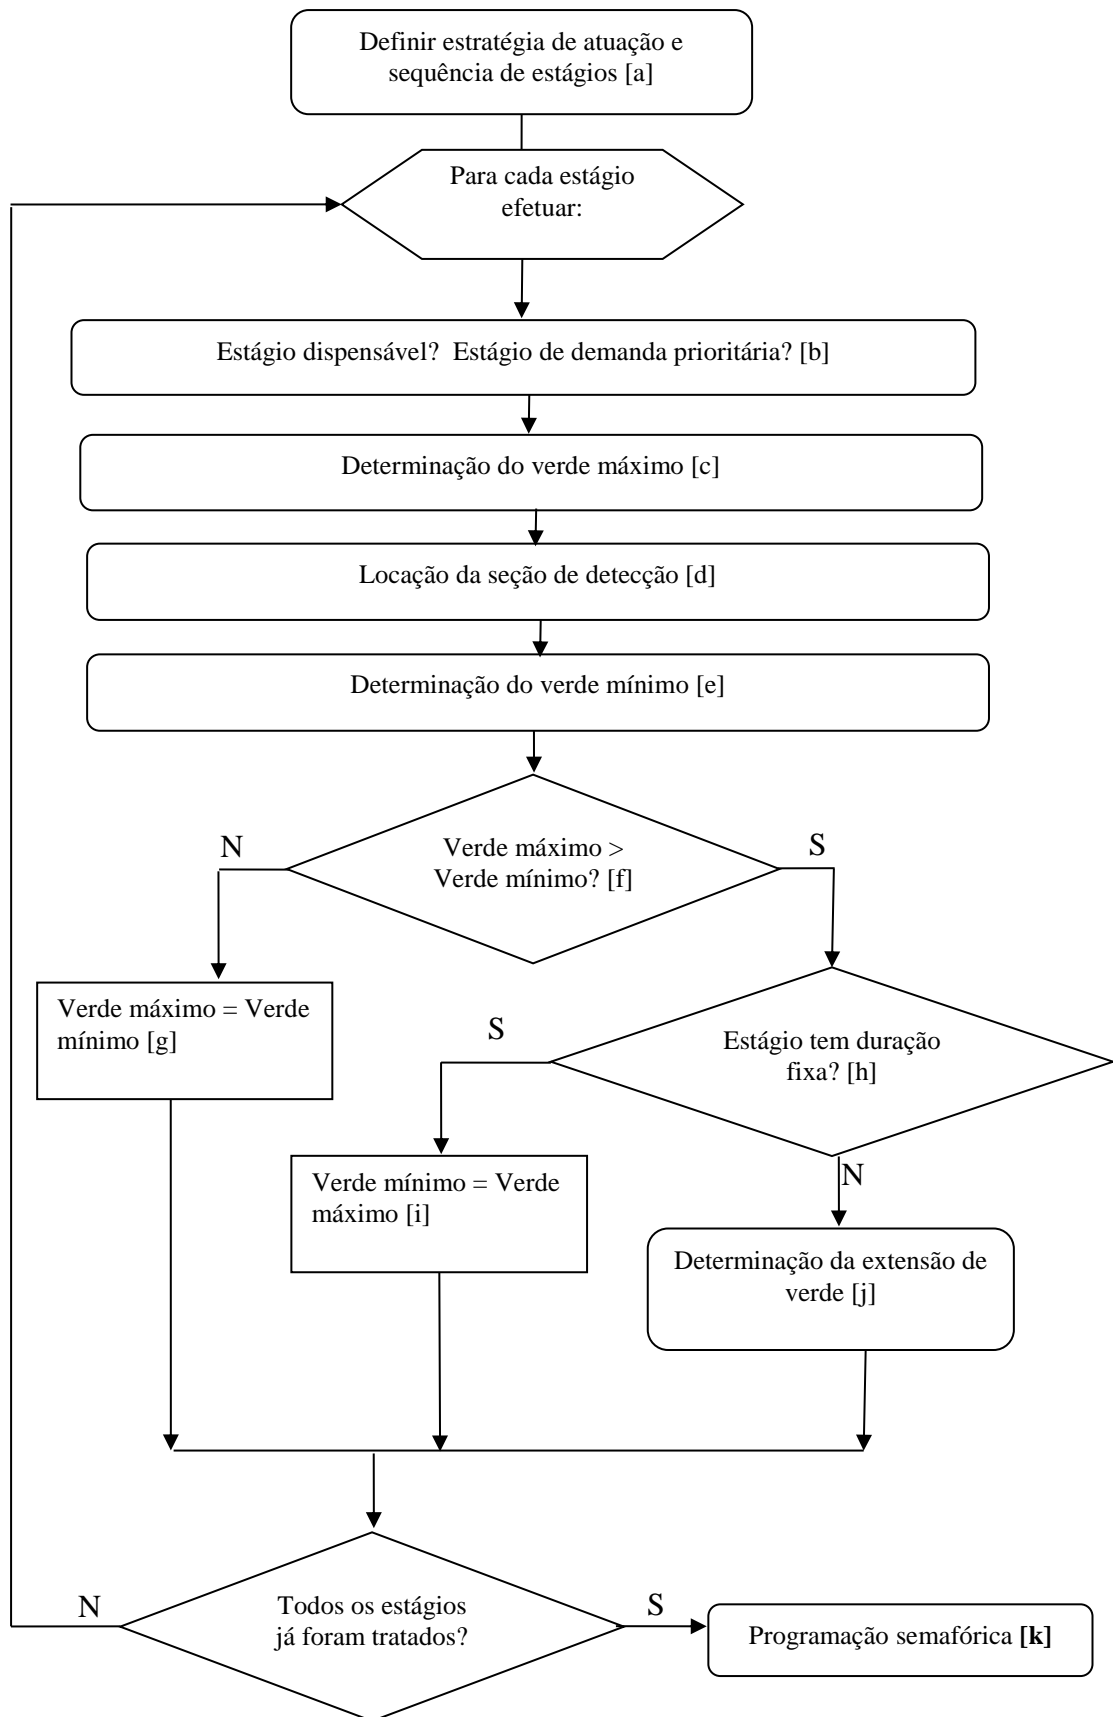 Definir estratégia de atuação e
sequência de estágios [a]
Para cada estágio
efetuar:
Estágio dispensável?  Estágio de demanda prioritária? [b]
Determinação do verde máximo [c]
Locação da seção de detecção [d]
Determinação do verde mínimo [e]
N
Verde máximo >
Verde mínimo? [f]
S
Verde máximo = Verde
mínimo [g]
S
Estágio tem duração
fixa? [h]
Verde mínimo = Verde
máximo [i]
N
Determinação da extensão de
verde [j]
N
Todos os estágios
já foram tratados?
S
Programação semafórica [k]